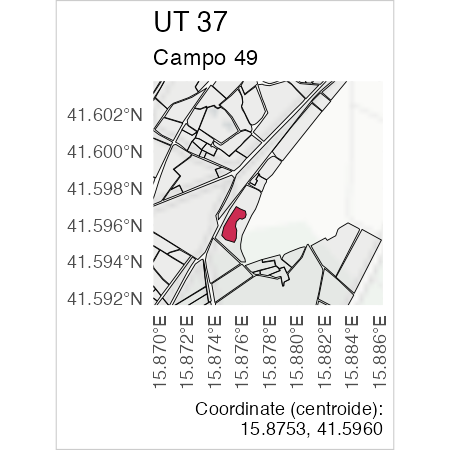 UT 37
Campo 49
41.602°N
41.600°N
41.598°N
41.596°N
41.594°N
41.592°N
15.870°E
15.872°E
15.874°E
15.876°E
15.878°E
15.880°E
15.882°E
15.884°E
15.886°E
Coordinate (centroide):
15.8753, 41.5960